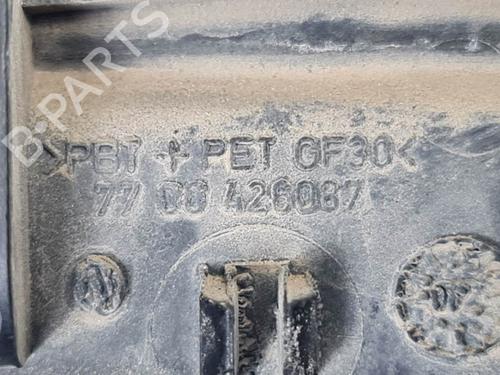 B-PARTS
>PBT + PET GF30<
77 00 426087